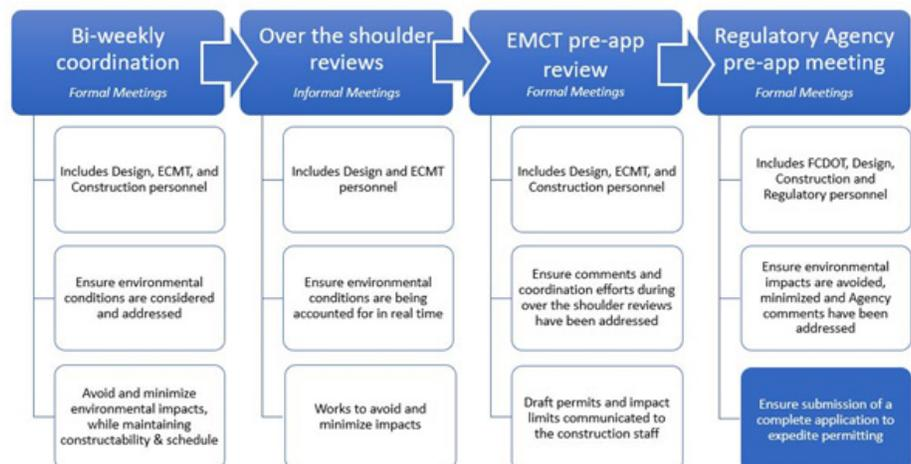 Bi-weekly
coordination
Formal Meetings
Includes Design, ECMT, and
Construction personnel
Ensure environmental
conditions are considered
and addressed
Avoid and minimize
environmental impacts,
while maintaining
constructability & schedule
Over the shoulder
reviews
Informal Meetings
Includes Design and ECMT
personnel
Ensure environmental
conditions are being
accounted for in real time
Works to avoid and
minimize impacts
EMCT pre-app
review
Formal Meetings
Includes Design, ECMT, and
Construction personnel
Ensure comments and
coordination efforts during
over the shoulder reviews
have been addressed
Draft permits and impact
limits communicated to
the construction staff
Regulatory Agency
pre-app meeting
Formal Meetings
Includes FCDOT, Design,
Construction and
Regulatory personnel
Ensure environmental
impacts are avoided,
minimized and Agency
comments have been
addressed
Ensure submission of a
complete application to
expedite permitting